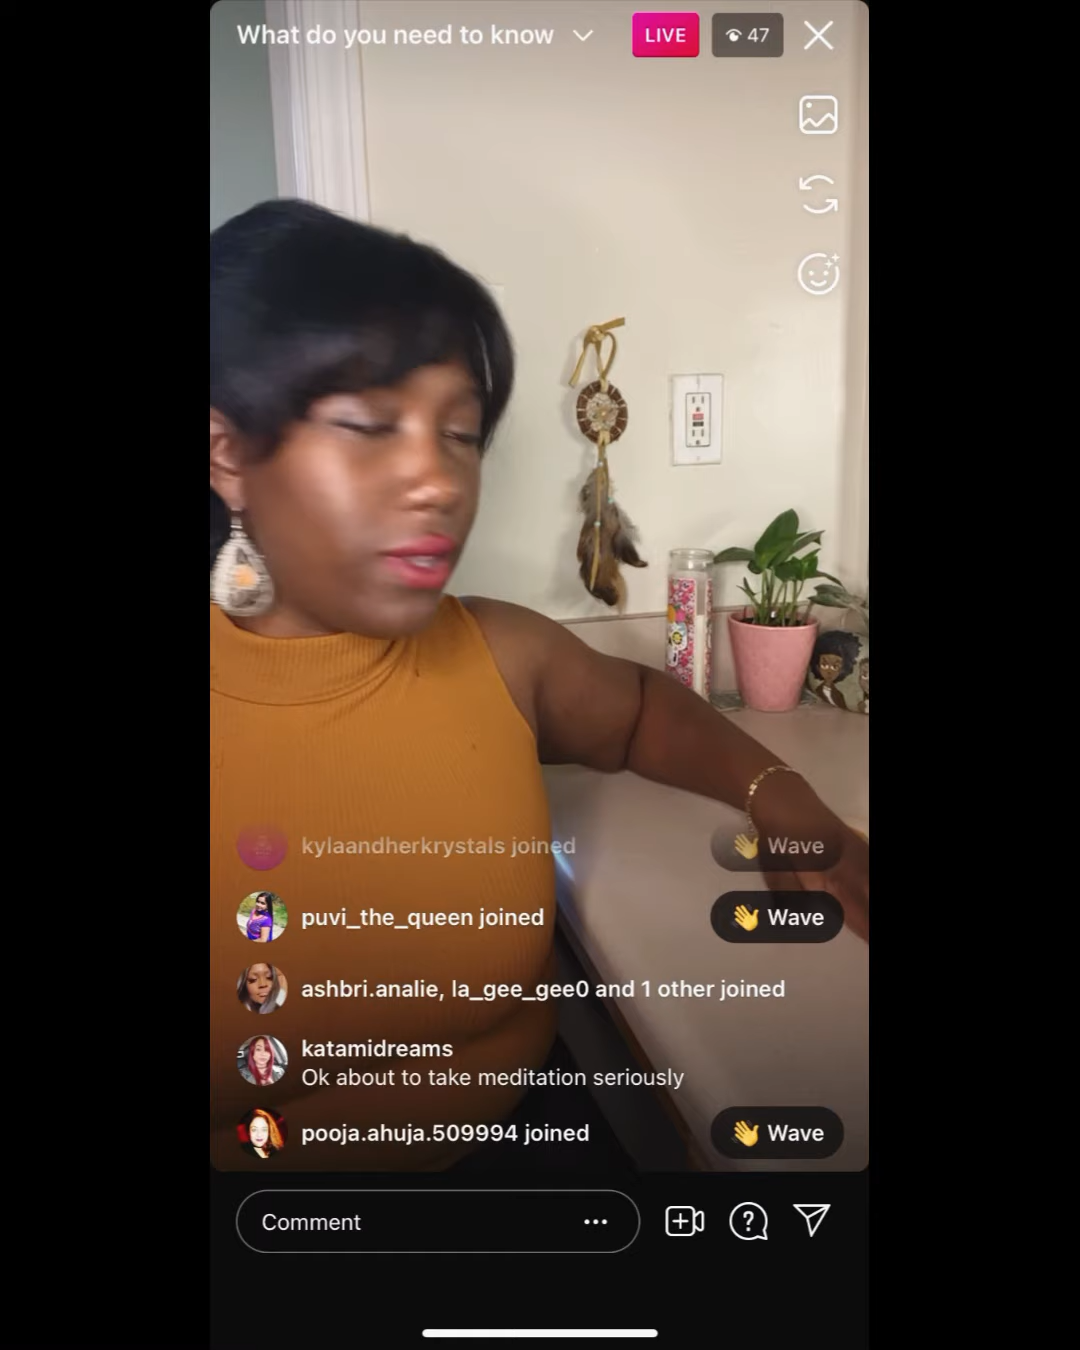 What do you need to know
LIVE
47
kylaandherkrystals joined
👋 Wave
puvi_the_queen joined
👋 Wave
ashbri.analie, la_gee_gee0 and 1 other joined
katamidreams
Ok about to take meditation seriously
pooja.ahuja.509994 joined
👋 Wave
Comment